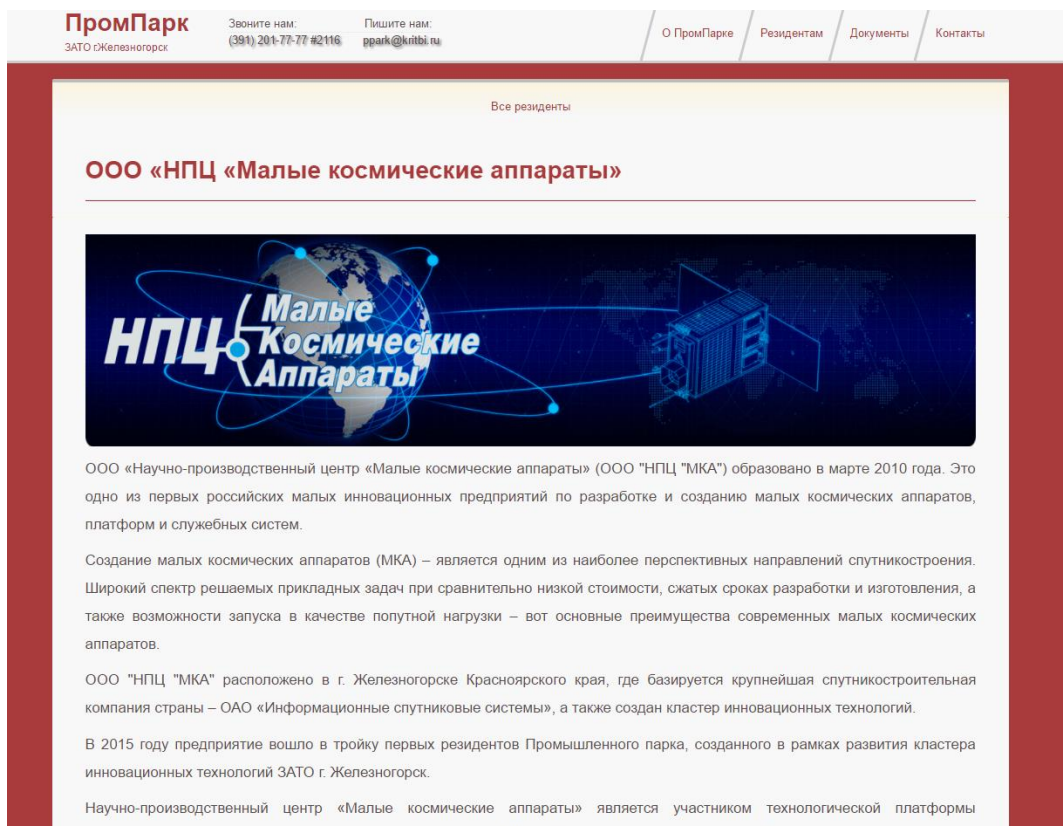 ПромПарк
ЗАТО г.Железногорск
Звоните нам:
(391) 201-77-77 #2116
Пишите нам:
ppark@kritbi.ru
О ПромПарке
Резидентам
Документы
Контакты
Все резиденты
ООО «НПЦ «Малые космические аппараты»
НПЦ
Малые
Космические
Аппараты
ООО «Научно-производственный центр «Малые космические аппараты» (ООО "НПЦ "МКА") образовано в марте 2010 года. Это
одно из первых российских малых инновационных предприятий по разработке и созданию малых космических аппаратов,
платформ и служебных систем.
Создание малых космических аппаратов (МКА) – является одним из наиболее перспективных направлений спутникостроения.
Широкий спектр решаемых прикладных задач при сравнительно низкой стоимости, сжатых сроках разработки и изготовления, а
также возможности запуска в качестве попутной нагрузки – вот основные преимущества современных малых космических
аппаратов.
ООО "НПЦ "МКА" расположено в г. Железногорске Красноярского края, где базируется крупнейшая спутникостроительная
компания страны – ОАО «Информационные спутниковые системы», а также создан кластер инновационных технологий.
В 2015 году предприятие вошло в тройку первых резидентов Промышленного парка, созданного в рамках развития кластера
инновационных технологий ЗАТО г. Железногорск.
Научно-производственный центр «Малые космические аппараты» является участником технологической платформы